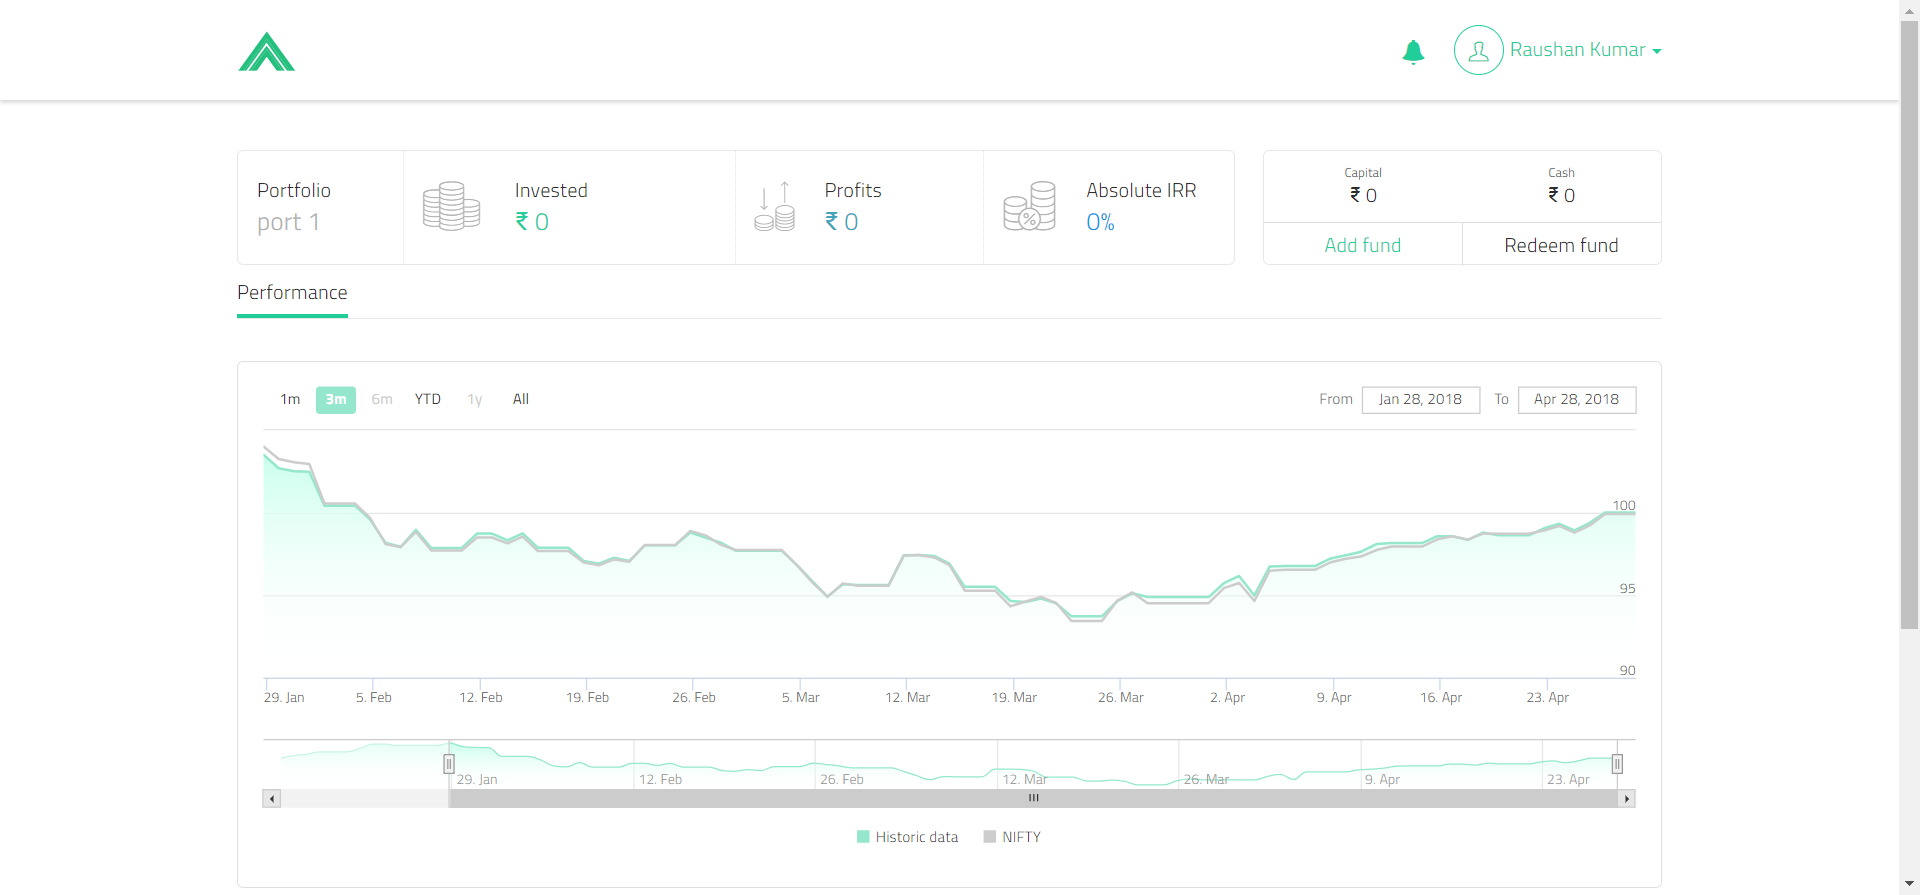 Raushan Kumar
Portfolio
port 1
Invested
₹ 0
Profits
₹ 0
Absolute IRR
0%
Capital
₹ 0
Cash
₹ 0
Add fund
Redeem fund
Performance
1m 3m 6m YTD 1y All
From Jan 28, 2018 To Apr 28, 2018
100
95
90
29. Jan 5. Feb 12. Feb 19. Feb 26. Feb 5. Mar 12. Mar 19. Mar 26. Mar 2. Apr 9. Apr 16. Apr 23. Apr
29. Jan 12. Feb 26. Feb 12. Mar 26. Mar 9. Apr 23. Apr
Historic data NIFTY